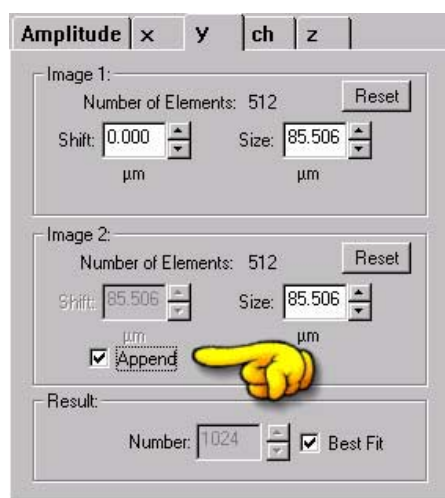 Amplitude x y ch z
Image 1:
Number of Elements: 512 Reset
Shift: 0.000 Size: 85.506
µm µm
Image 2:
Number of Elements: 512 Reset
Shift: 85.506 Size: 85.506
µm µm
Append
Result:
Number: 1024 Best Fit